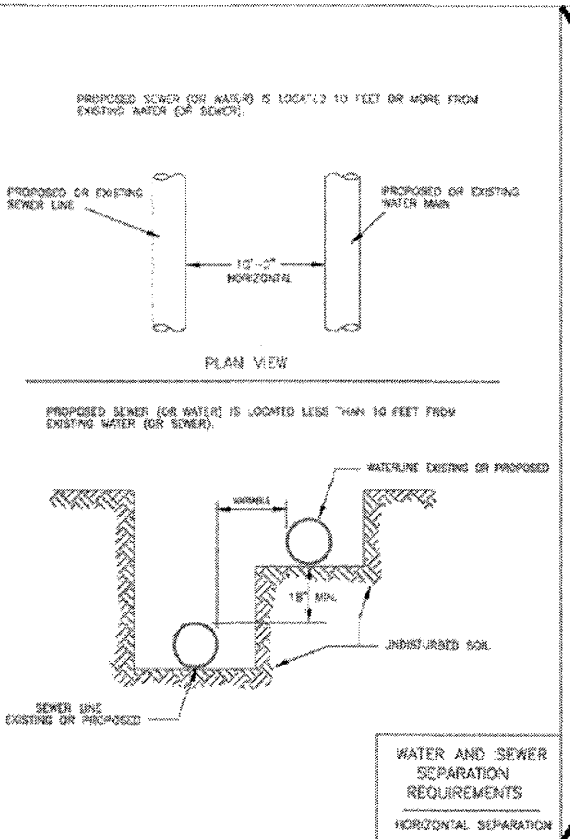 PROPOSED SEWER (OR WATER) IS LOCATED 10 FEET OR MORE FROM
EXISTING WATER (OR SEWER).
PROPOSED OR EXISTING
SEWER LINE
PROPOSED OR EXISTING
WATER MAIN
10'-0"
HORIZONTAL
PLAN VIEW
PROPOSED SEWER (OR WATER) IS LOCATED LESS THAN 10 FEET FROM
EXISTING WATER (OR SEWER).
WATERLINE EXISTING OR PROPOSED
VARIABLE
18" MIN.
UNDISTURBED SOIL
SEWER LINE
EXISTING OR PROPOSED
WATER AND SEWER
SEPARATION
REQUIREMENTS
HORIZONTAL SEPARATION